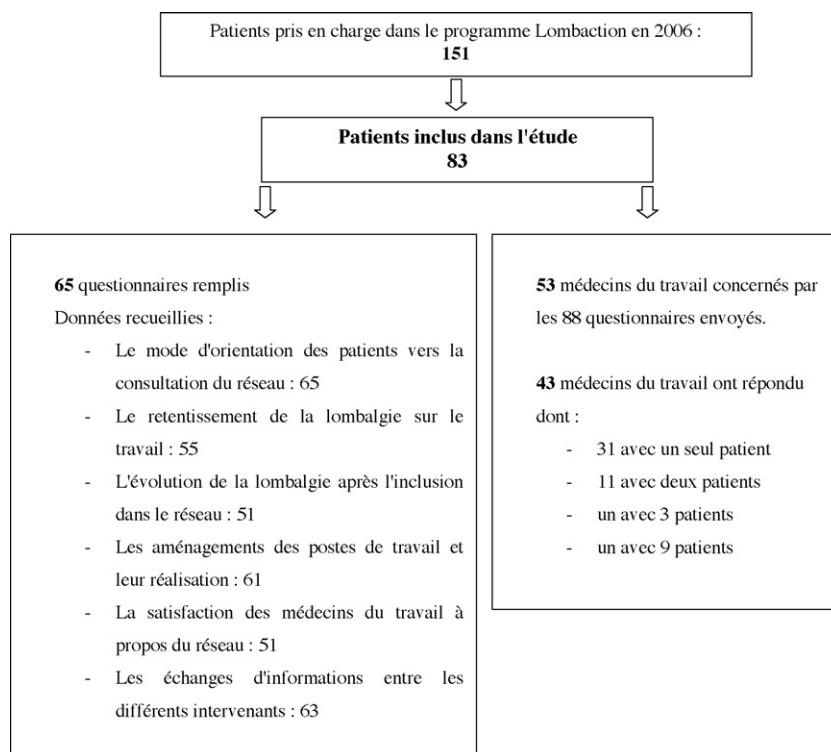 Patients pris en charge dans le programme Lombaction en 2006 :
151
Patients inclus dans l'étude
83
65 questionnaires remplis
Données recueillies :
- Le mode d'orientation des patients vers la
consultation du réseau : 65
- Le retentissement de la lombalgie sur le
travail : 55
- L'évolution de la lombalgie après l'inclusion
dans le réseau : 51
- Les aménagements des postes de travail et
leur réalisation : 61
- La satisfaction des médecins du travail à
propos du réseau : 51
- Les échanges d'informations entre les
différents intervenants : 63
53 médecins du travail concernés par
les 88 questionnaires envoyés.
43 médecins du travail ont répondu
dont :
- 31 avec un seul patient
- 11 avec deux patients
- un avec 3 patients
- un avec 9 patients